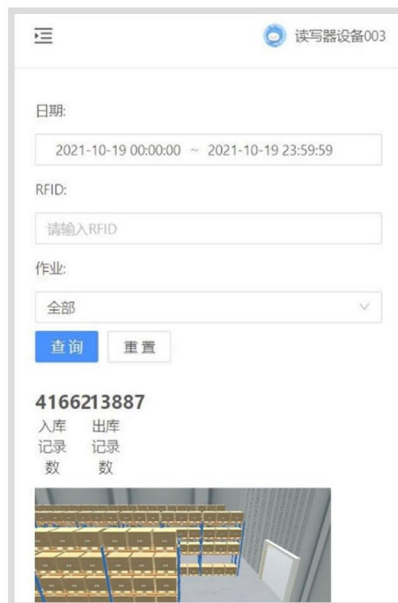 读写器设备003
日期:
2021-10-19 00:00:00 ~ 2021-10-19 23:59:59
RFID:
请输入RFID
作业:
全部
查询 重置
4166213887
入库 出库
记录 记录
数 数